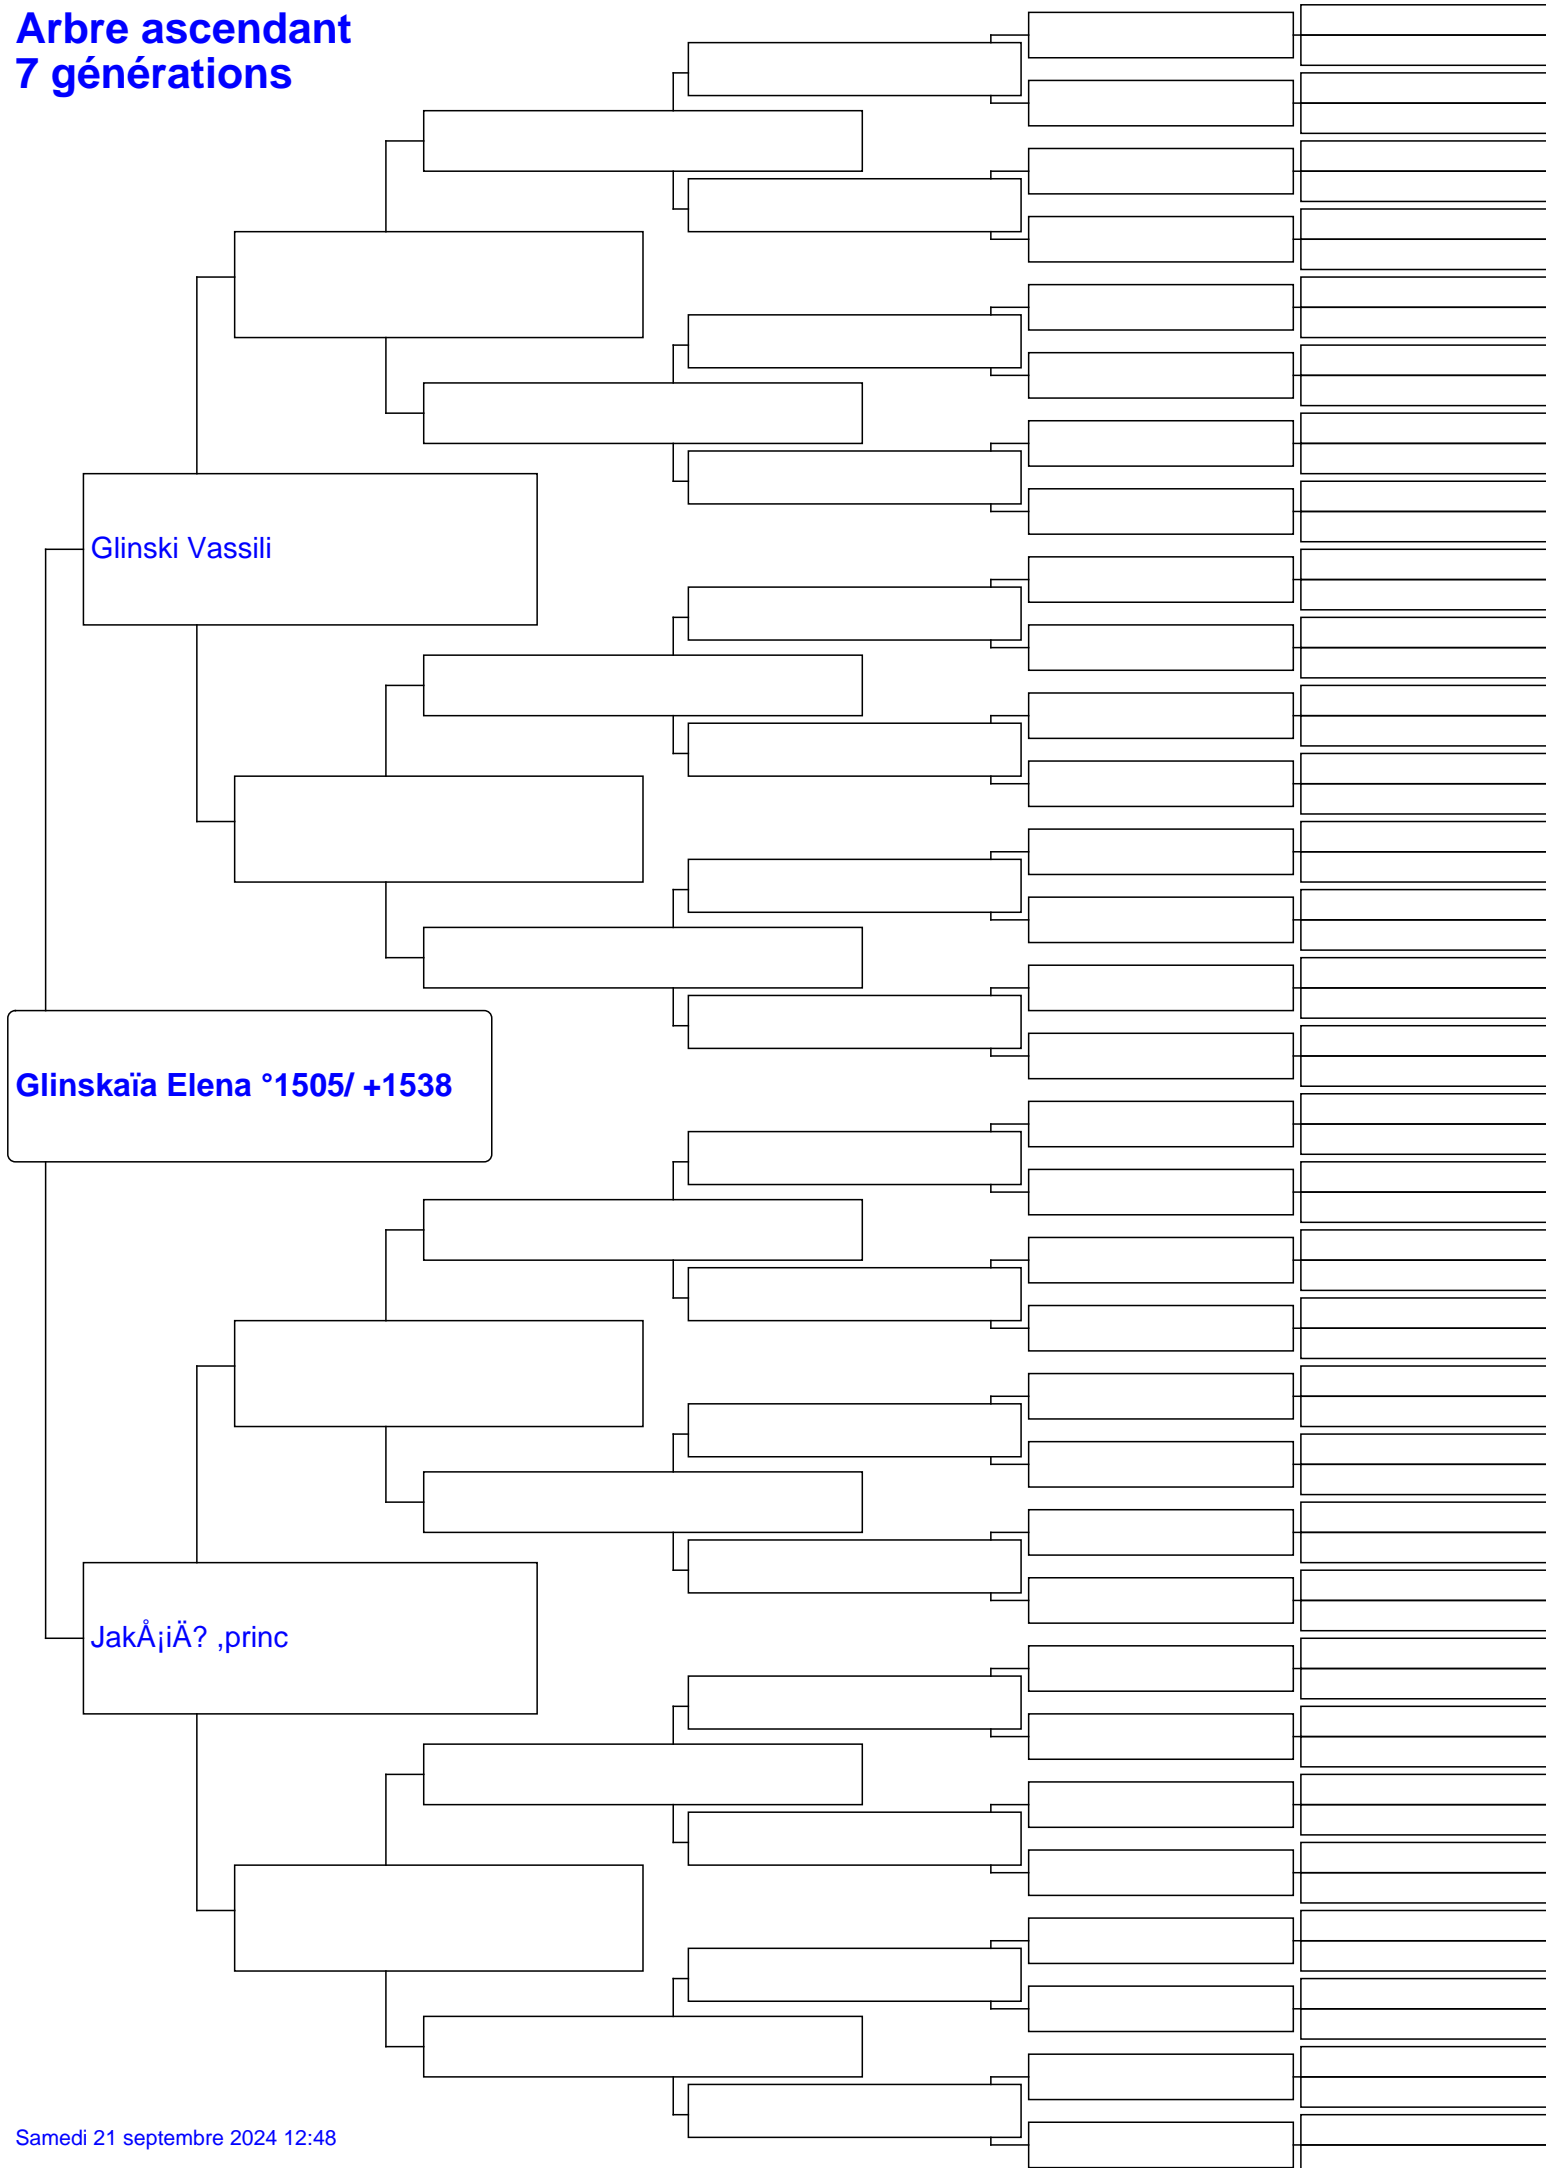 Arbre ascendant
7 générations
Glinski Vassili
Glinskaïa Elena °1505/ +1538
JakÅ¡iÄ? ,princ
Samedi 21 septembre 2024 12:48